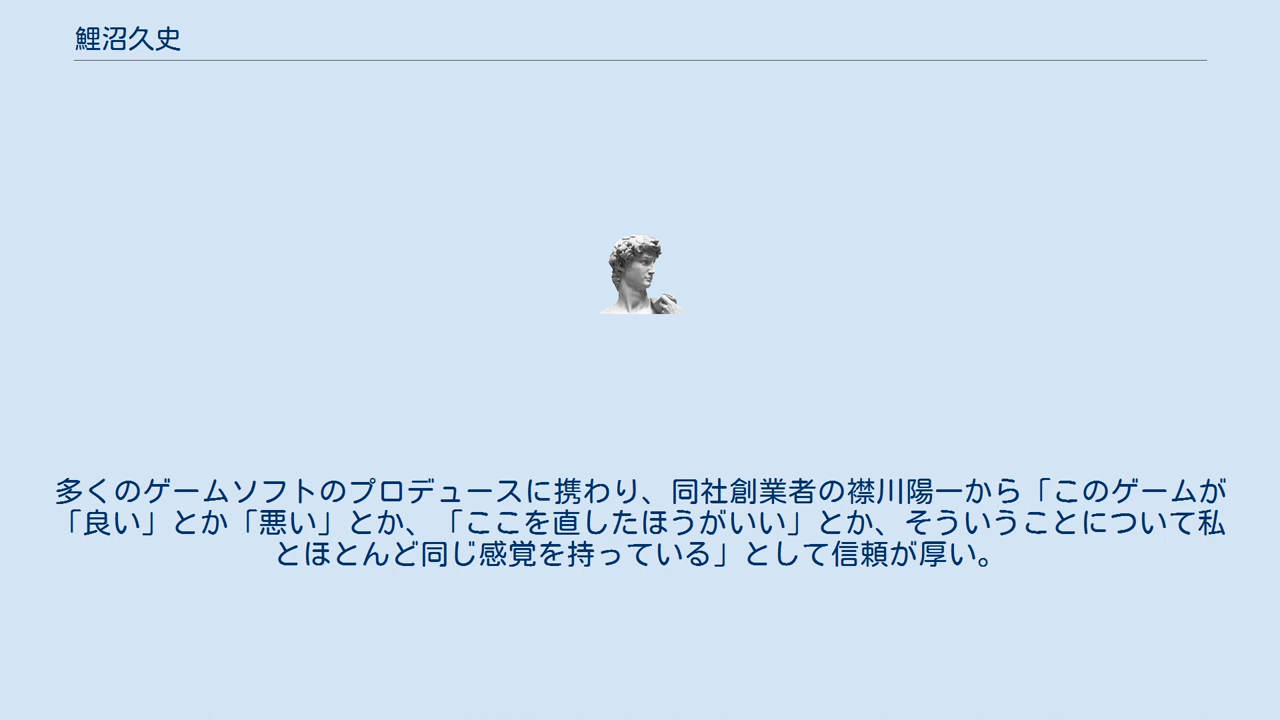 鯉沼久史
多くのゲームソフトのプロデュースに携わり、同社創業者の襟川陽一から「このゲームが
「良い」とか「悪い」とか、「ここを直したほうがいい」とか、そういうことについて私
とほとんど同じ感覚を持っている」として信頼が厚い。